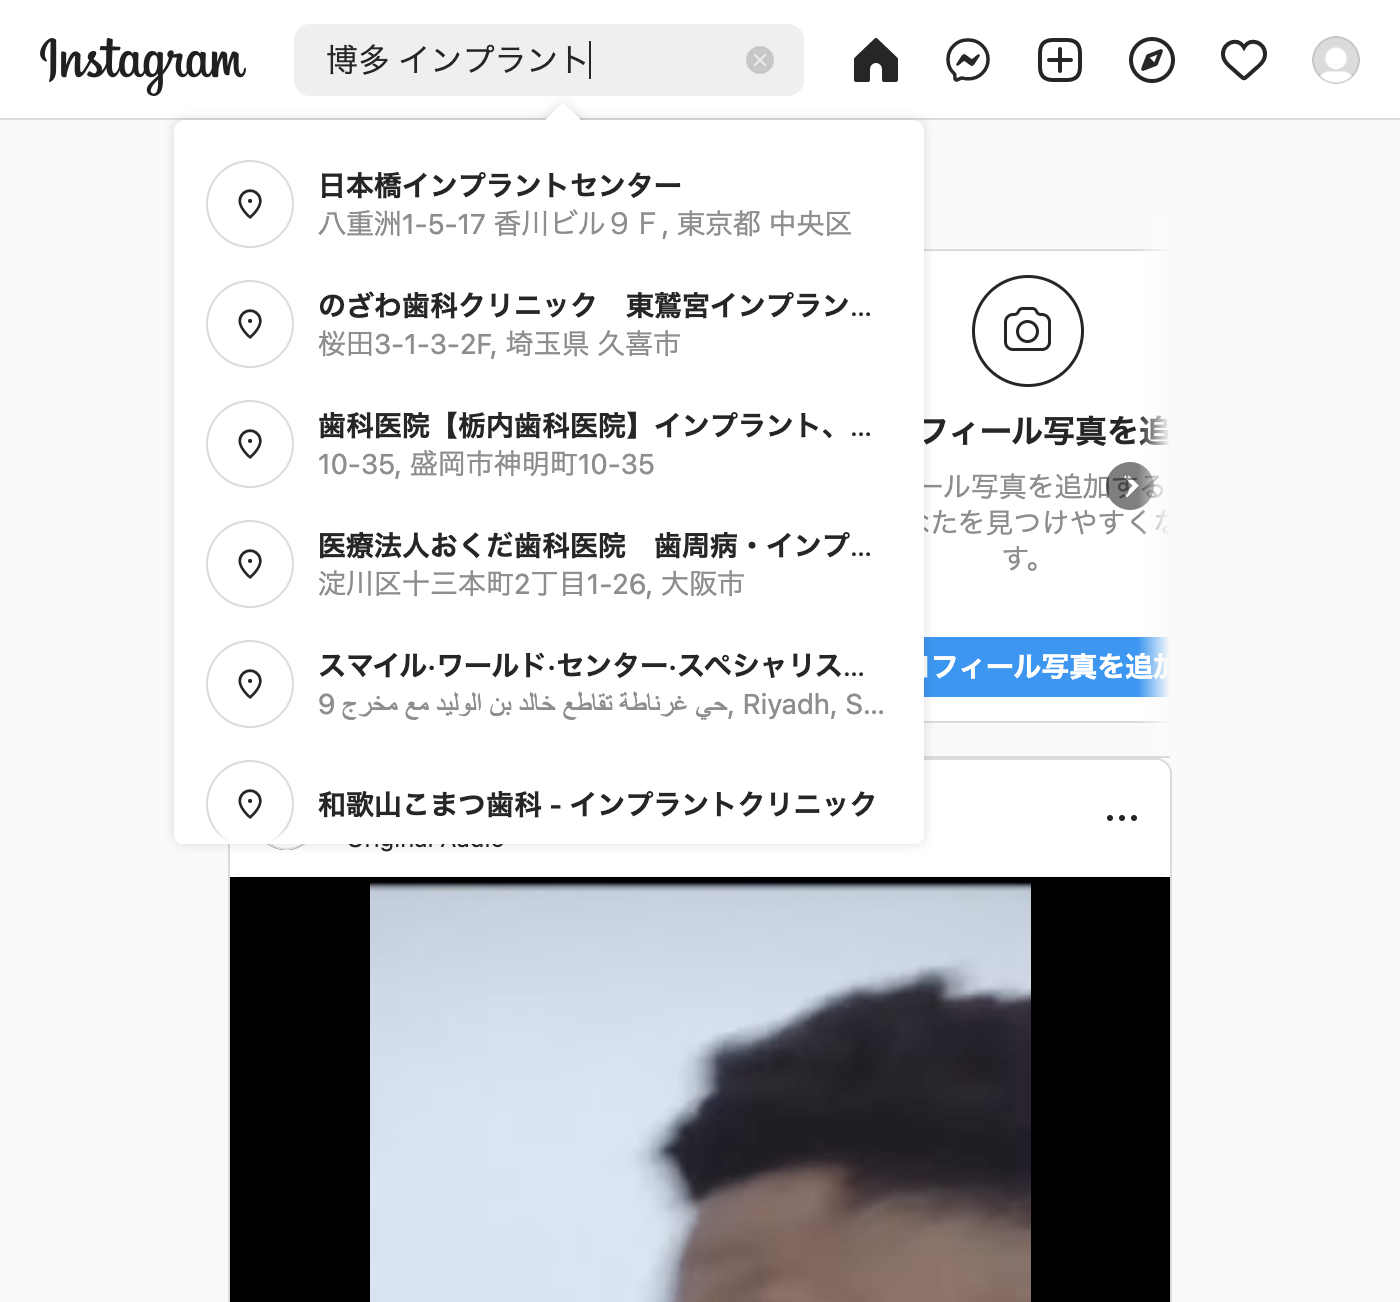 Instagram
博多 インプラント
日本橋インプラントセンター
八重洲1-5-17 香川ビル９Ｆ, 東京都 中央区
のざわ歯科クリニック　東鷲宮インプラン...
桜田3-1-3-2F, 埼玉県 久喜市
歯科医院【栃内歯科医院】インプラント、...
10-35, 盛岡市神明町10-35
医療法人おくだ歯科医院　歯周病・インプ...
淀川区十三本町2丁目1-26, 大阪市
スマイル·ワールド·センター·スペシャリス...
حي غرناطة تقاطع خالد بن الوليد مع مخرج 9, Riyadh, S...
和歌山こまつ歯科 - インプラントクリニック
フィール写真を追
ール写真を追加する
たを見つけやすくな
す。
フィール写真を追加
Original Audio